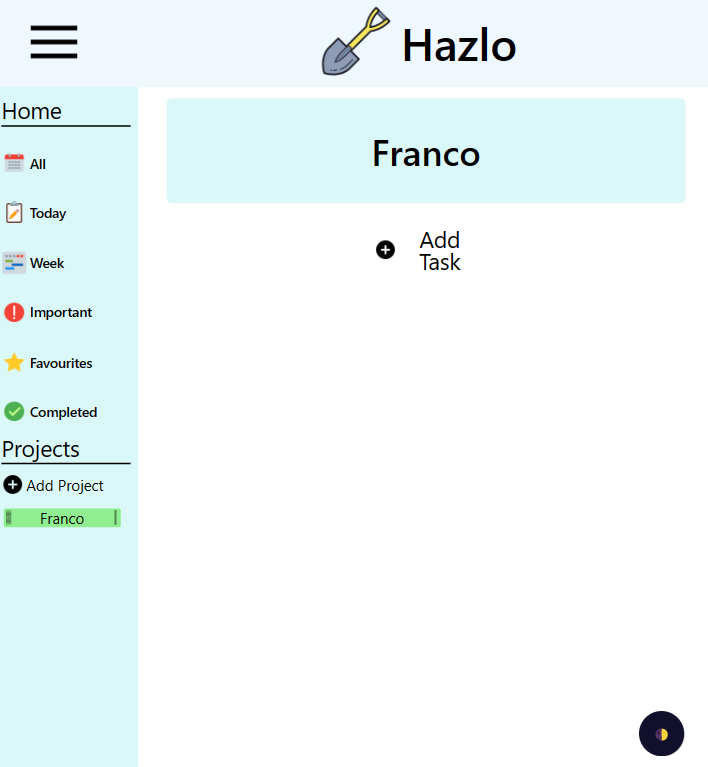 Hazlo
Home
All
Today
Week
Important
Favourites
Completed
Projects
Add Project
Franco
Franco
Add
Task